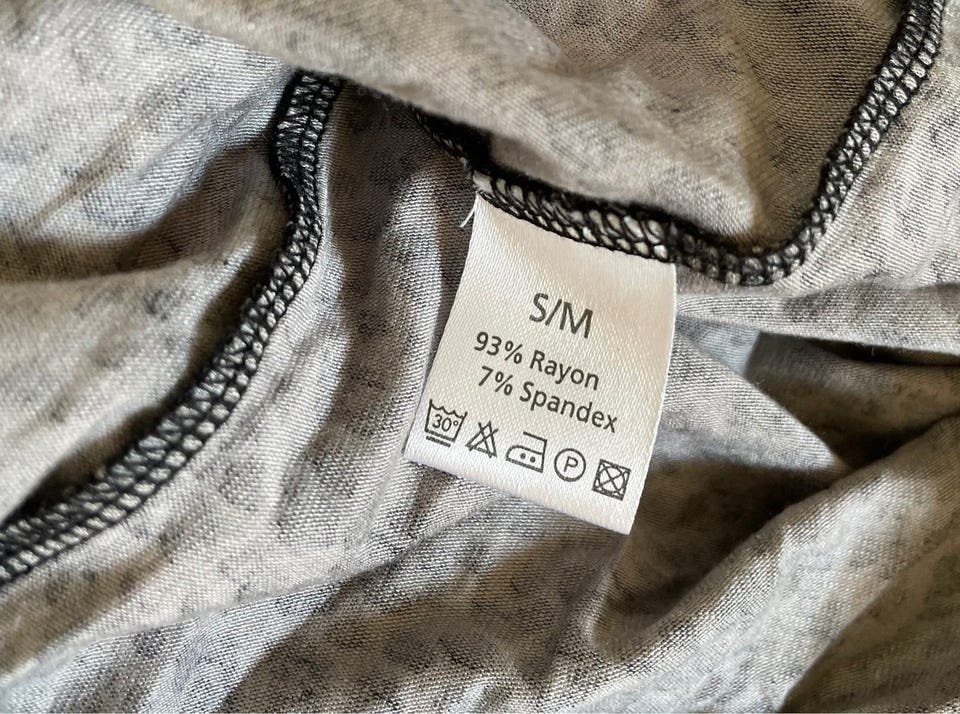 S/M
93% Rayon
7% Spandex
30° P